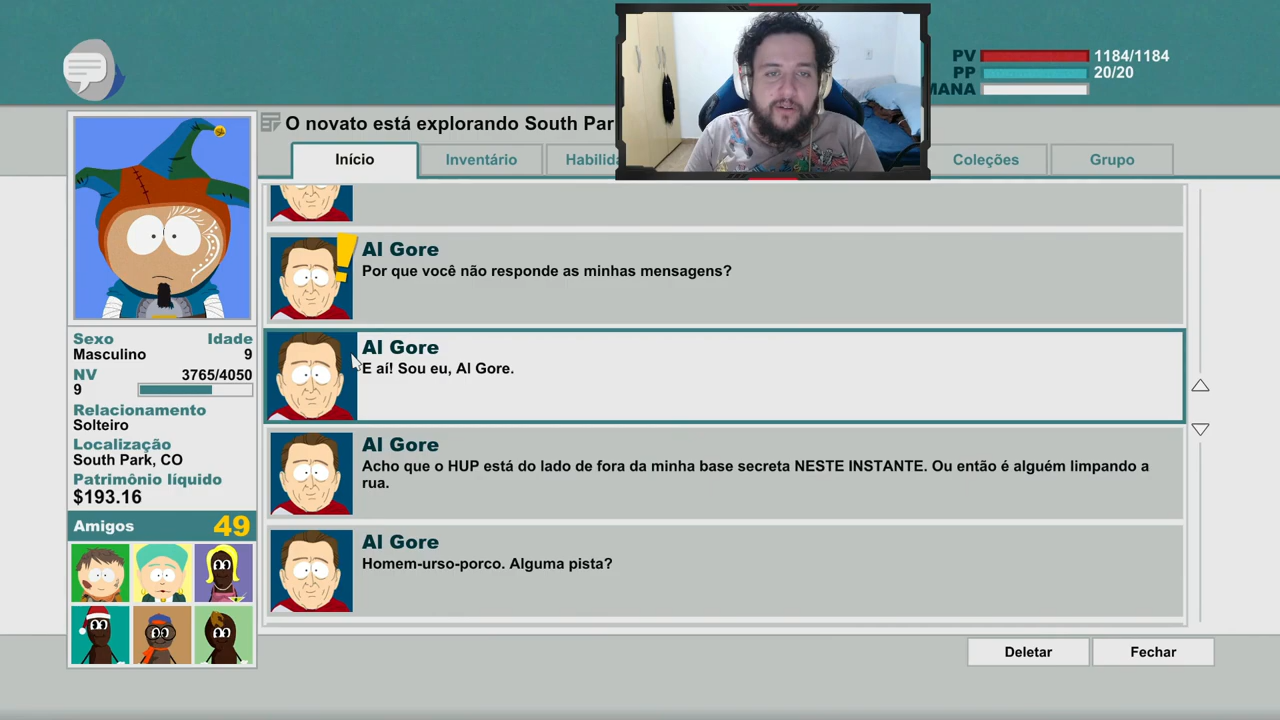 PV 1184/1184
PP 20/20
MANA
O novato está explorando South Par
Início
Inventário
Habilida
Coleções
Grupo
Al Gore
Por que você não responde as minhas mensagens?
Al Gore
E aí! Sou eu, Al Gore.
Al Gore
Acho que o HUP está do lado de fora da minha base secreta NESTE INSTANTE. Ou então é alguém limpando a
rua.
Al Gore
Homem-urso-porco. Alguma pista?
Sexo Idade
Masculino 9
NV 3765/4050
9
Relacionamento
Solteiro
Localização
South Park, CO
Patrimônio líquido
$193.16
Amigos 49
Deletar
Fechar